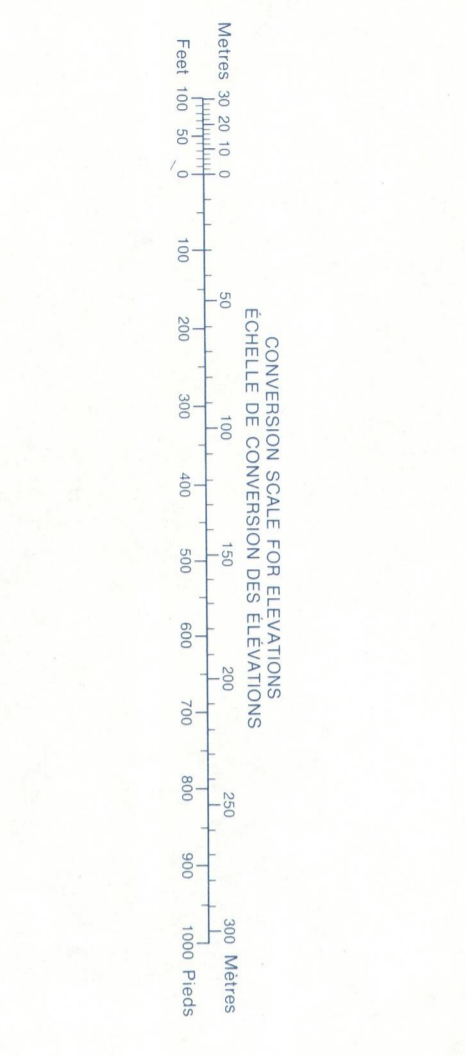 CONVERSION SCALE FOR ELEVATIONS
ÉCHELLE DE CONVERSION DES ÉLÉVATIONS
Metres 30 20 10 0 50 100 150 200 250 300 Mètres
Feet 100 50 0 100 200 300 400 500 600 700 800 900 1000 Pieds